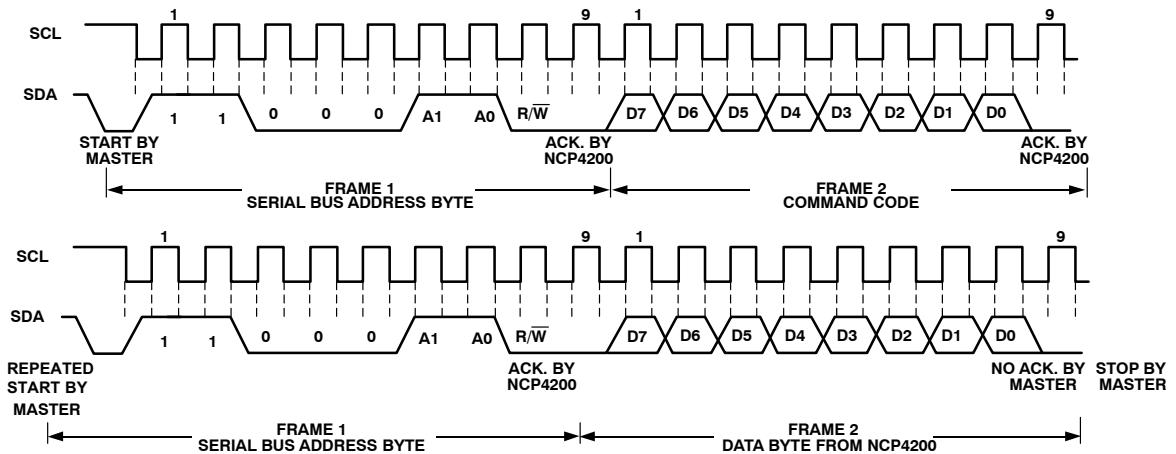 1 9 1 9
SCL
SDA
1 1 0 0 0 A1 A0 R/W̅ D7 D6 D5 D4 D3 D2 D1 D0
START BY MASTER
ACK. BY NCP4200
ACK. BY NCP4200
FRAME 1
SERIAL BUS ADDRESS BYTE
FRAME 2
COMMAND CODE
1 9 1 9
SCL
SDA
1 1 0 0 0 A1 A0 R/W̅ D7 D6 D5 D4 D3 D2 D1 D0
REPEATED START BY MASTER
ACK. BY NCP4200
NO ACK. BY MASTER
STOP BY MASTER
FRAME 1
SERIAL BUS ADDRESS BYTE
FRAME 2
DATA BYTE FROM NCP4200